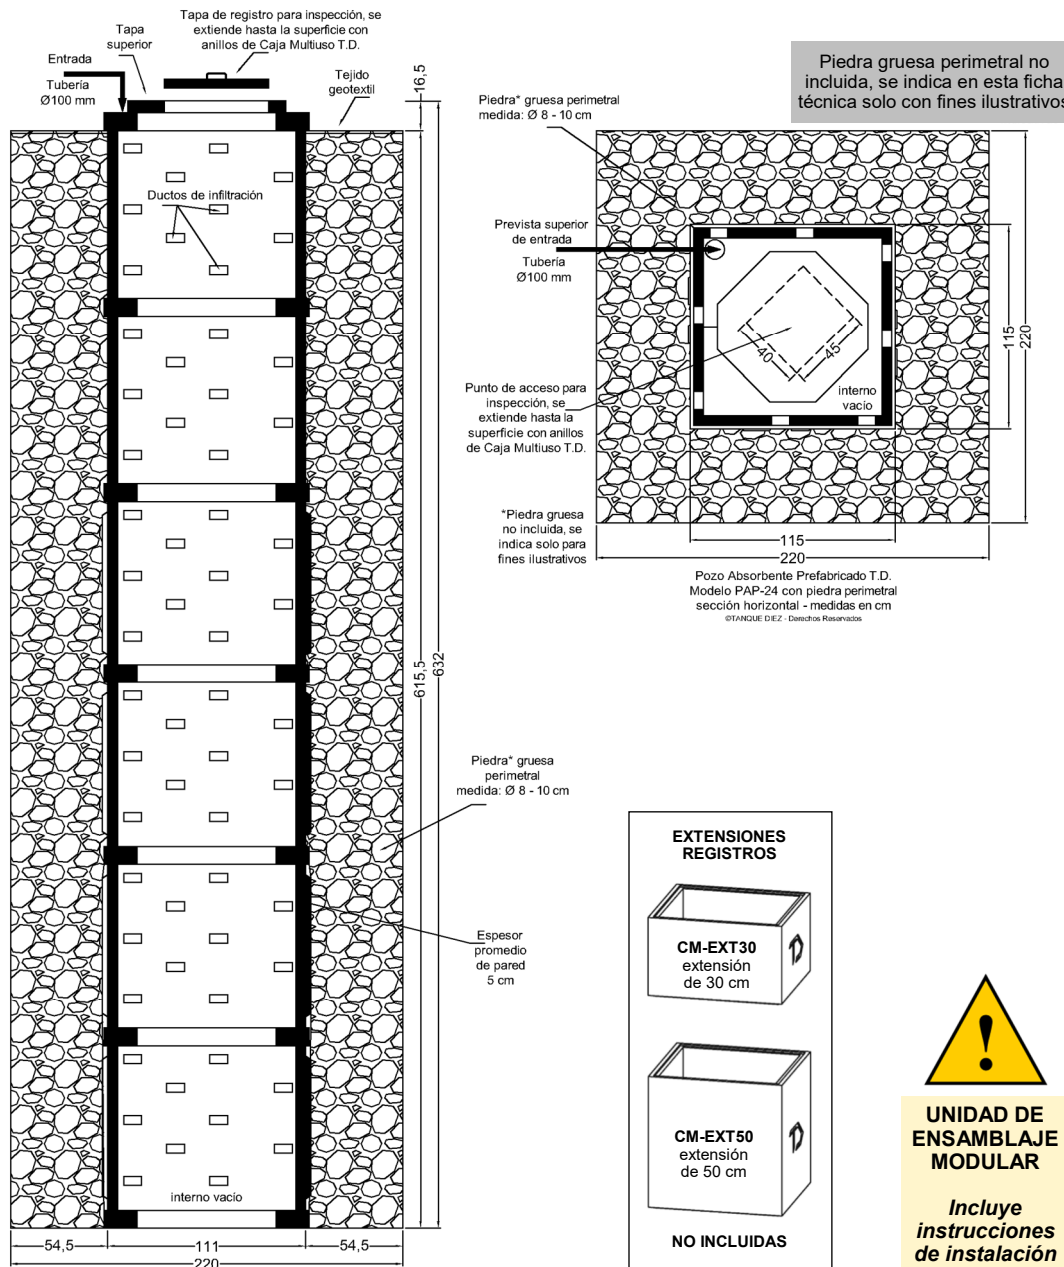 Tapa de registro para inspección, se
extiende hasta la superficie con
anillos de Caja Multiuso T.D.
Tapa
superior
Entrada
Tubería
Ø100 mm
Tejido
geotextil
16,5
Ductos de infiltración
615,5
632
Piedra* gruesa
perimetral
medida: Ø 8 - 10 cm
Espesor
promedio
de pared
5 cm
interno vacío
54,5
111
54,5
220
Piedra gruesa perimetral no
incluida, se indica en esta ficha
técnica solo con fines ilustrativos
Piedra* gruesa perimetral
medida: Ø 8 - 10 cm
Prevista superior
de entrada
Tubería
Ø100 mm
40
45
interno
vacío
115
220
Punto de acceso para
inspección, se
extiende hasta la
superficie con anillos
de Caja Multiuso T.D.
*Piedra gruesa
no incluida, se
indica solo para
fines ilustrativos
115
220
Pozo Absorbente Prefabricado T.D.
Modelo PAP-24 con piedra perimetral
sección horizontal - medidas en cm
©TANQUE DIEZ - Derechos Reservados
EXTENSIONES
REGISTROS
CM-EXT30
extensión
de 30 cm
CM-EXT50
extensión
de 50 cm
NO INCLUIDAS
!
UNIDAD DE
ENSAMBLAJE
MODULAR
Incluye
instrucciones
de instalación